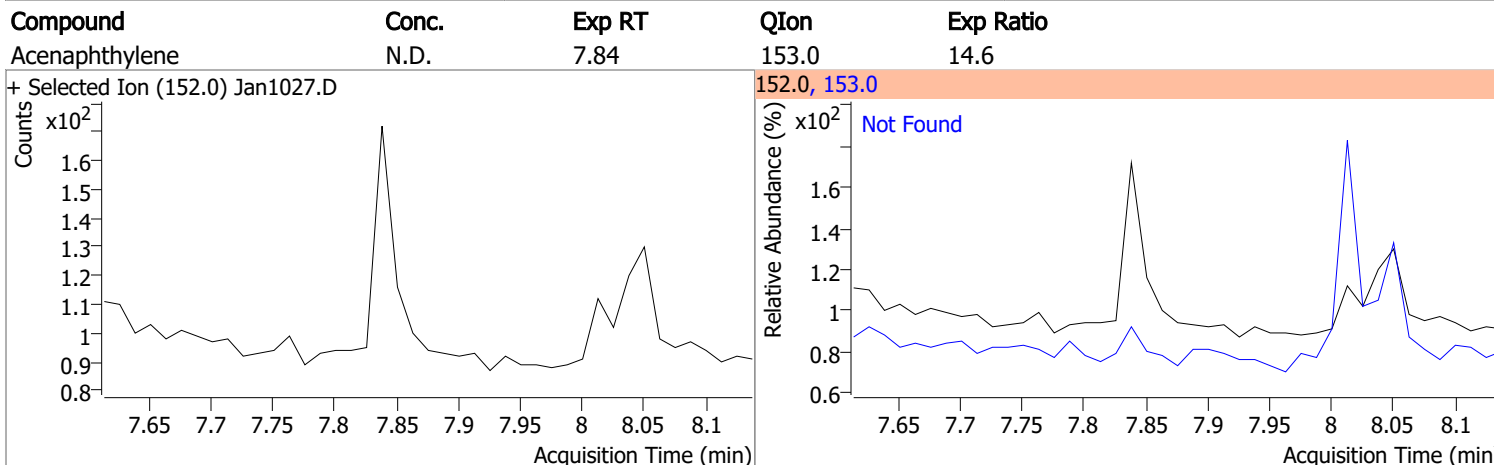 Compound Conc. Exp RT QIon Exp Ratio
Acenaphthylene N.D. 7.84 153.0 14.6
+ Selected Ion (152.0) Jan1027.D
Counts
x10²
1.6
1.5
1.4
1.3
1.2
1.1
1
0.9
0.8
7.65 7.7 7.75 7.8 7.85 7.9 7.95 8 8.05 8.1
Acquisition Time (min)
152.0, 153.0
Relative Abundance (%)
x10²
Not Found
1.6
1.4
1.2
1
0.8
0.6
7.65 7.7 7.75 7.8 7.85 7.9 7.95 8 8.05 8.1
Acquisition Time (min